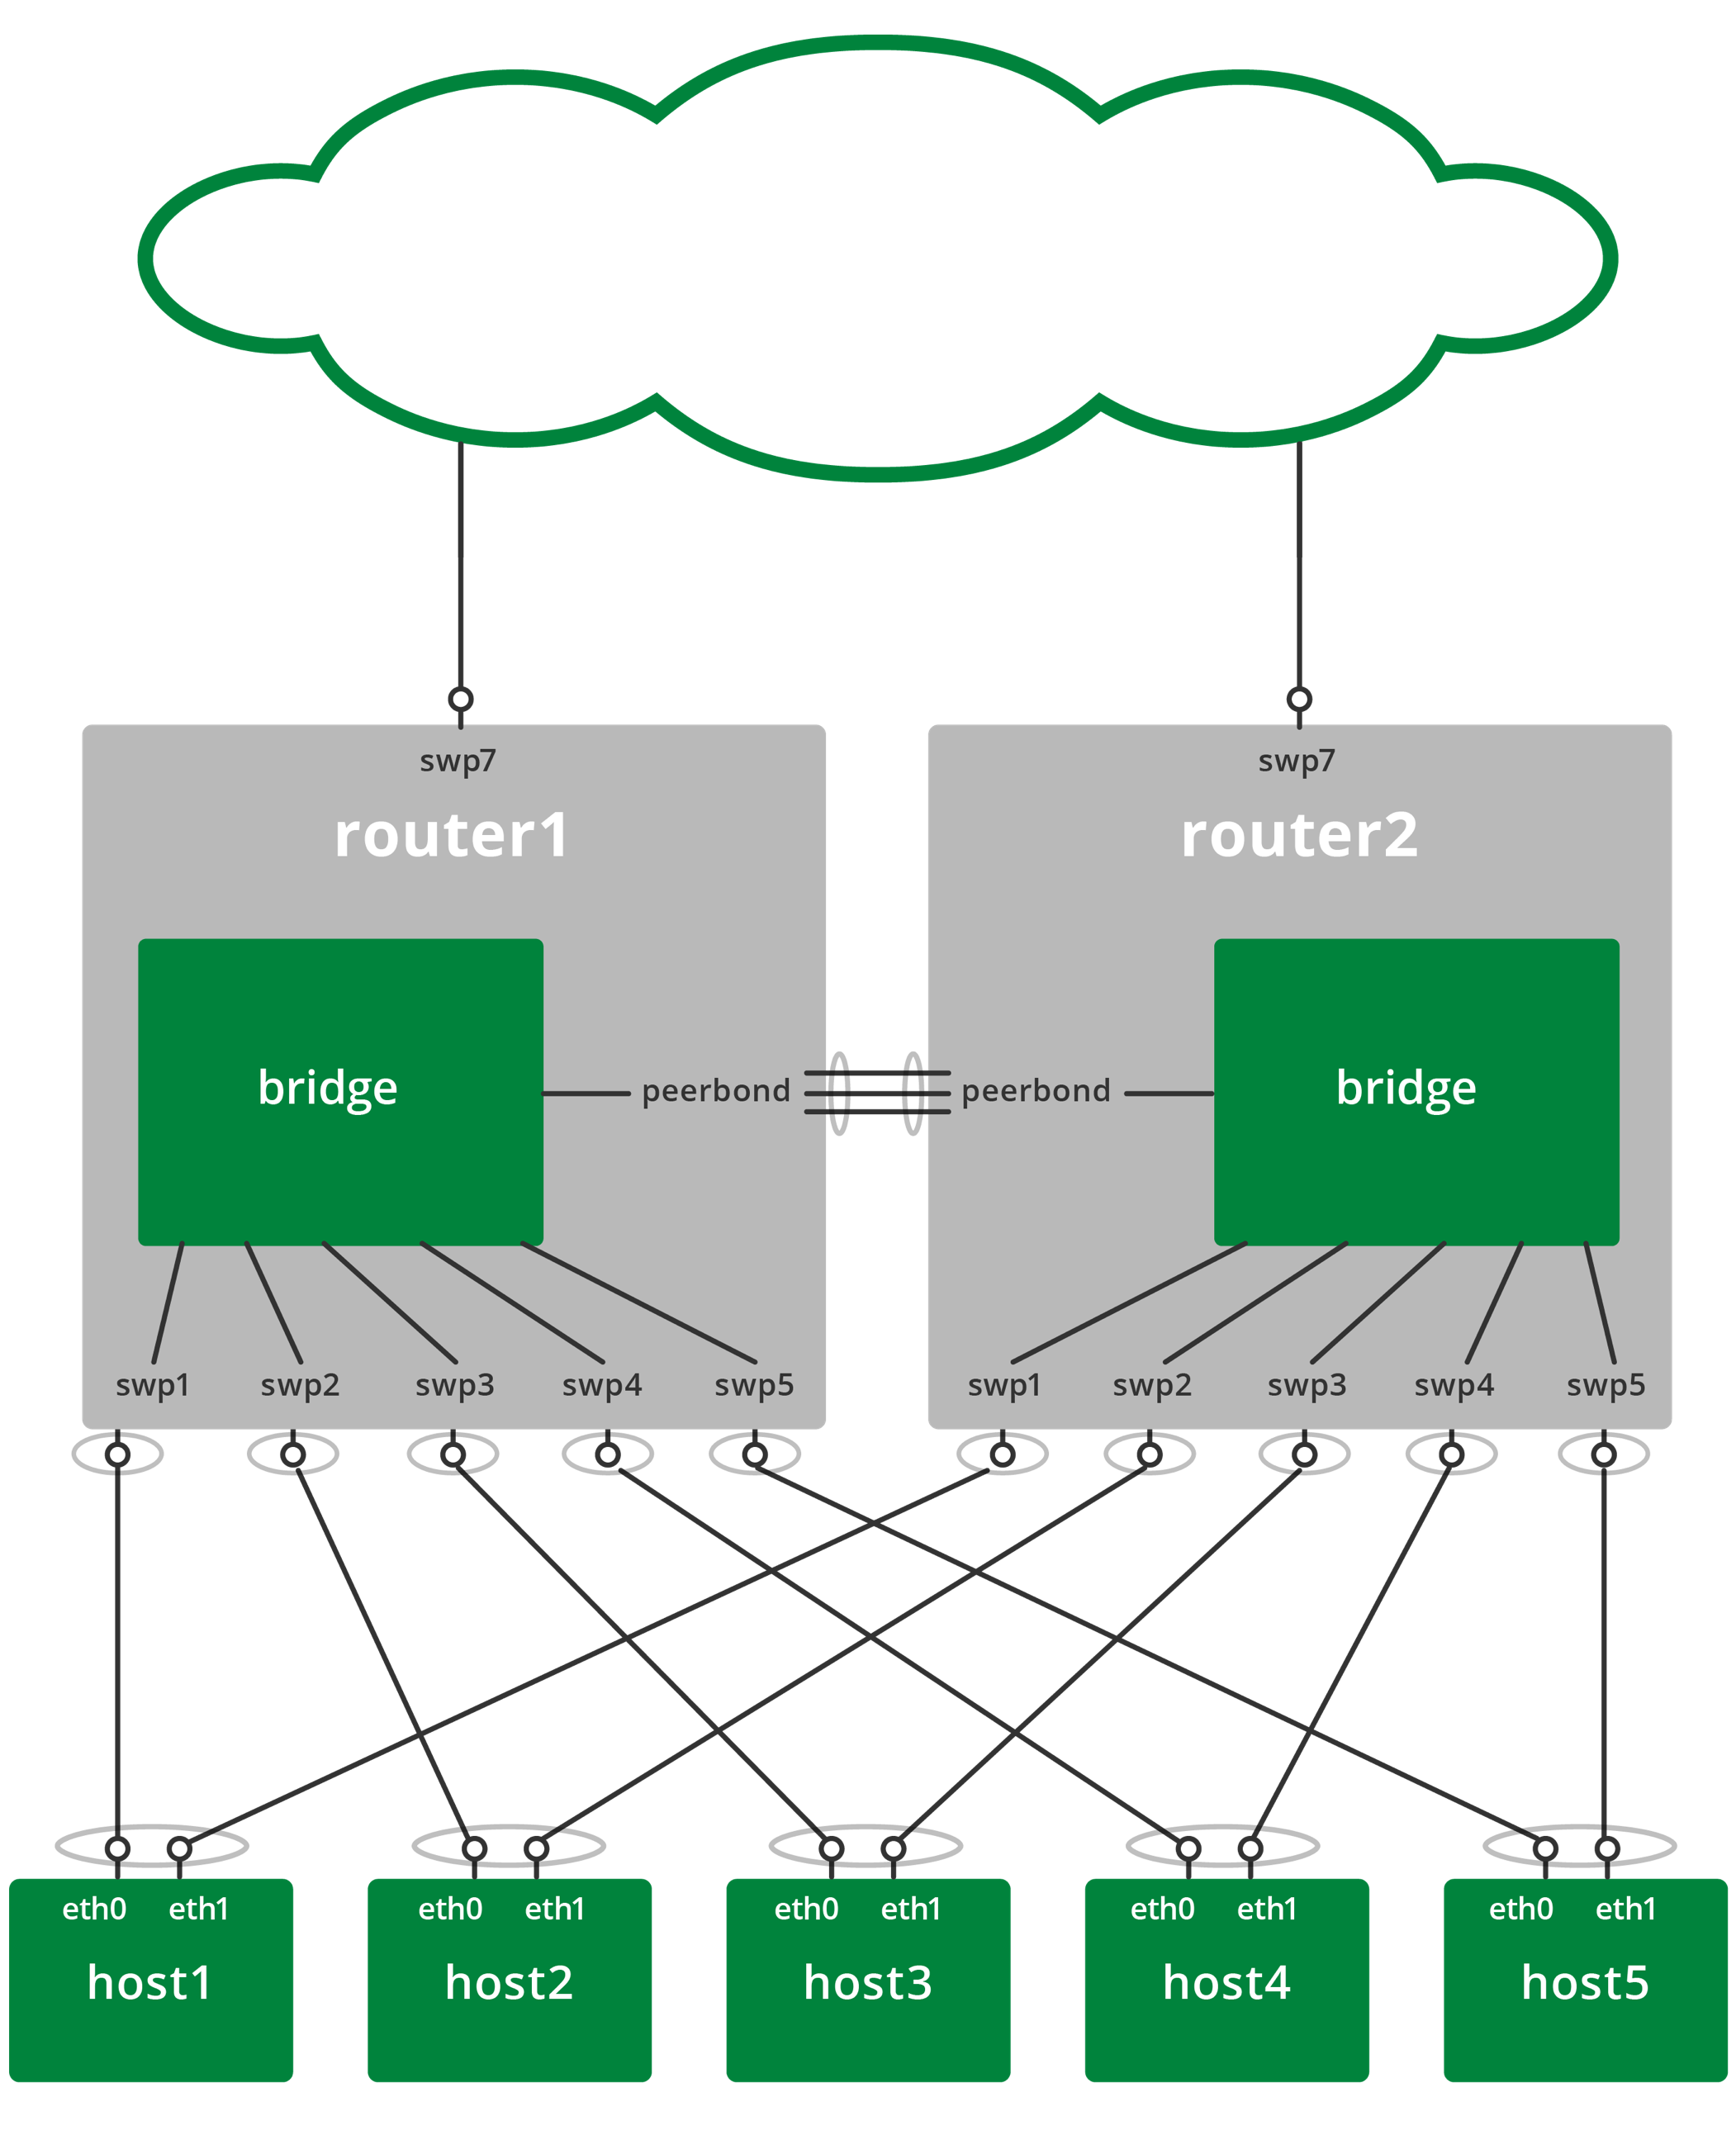 swp7
router1
bridge
peerbond
swp1 swp2 swp3 swp4 swp5
swp7
router2
peerbond
bridge
swp1 swp2 swp3 swp4 swp5
eth0 eth1
host1
eth0 eth1
host2
eth0 eth1
host3
eth0 eth1
host4
eth0 eth1
host5